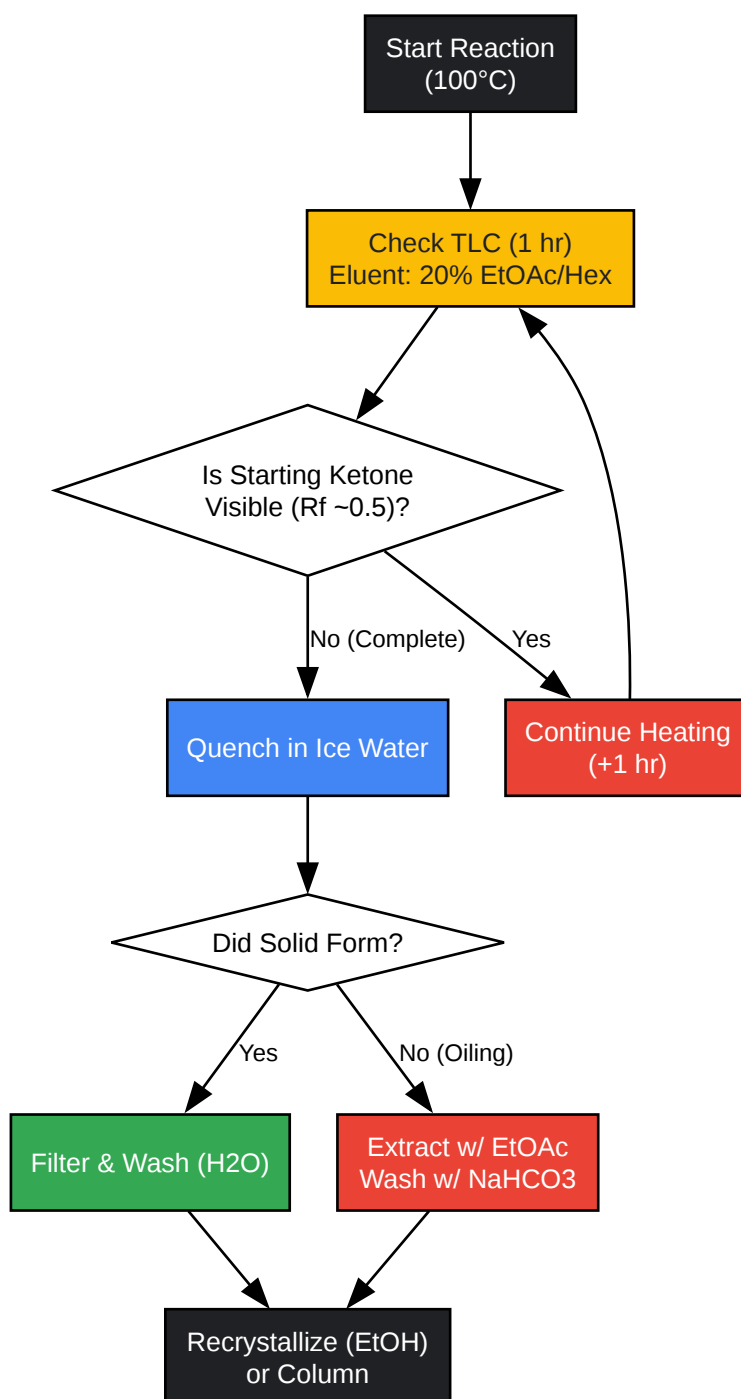 Start Reaction
(100°C)
Check TLC (1 hr)
Eluent: 20% EtOAc/Hex
Is Starting Ketone
Visible (Rf ~0.5)?
No (Complete)
Yes
Quench in Ice Water
Continue Heating
(+1 hr)
Did Solid Form?
Yes
No (Oiling)
Filter & Wash (H2O)
Extract w/ EtOAc
Wash w/ NaHCO3
Recrystallize (EtOH)
or Column